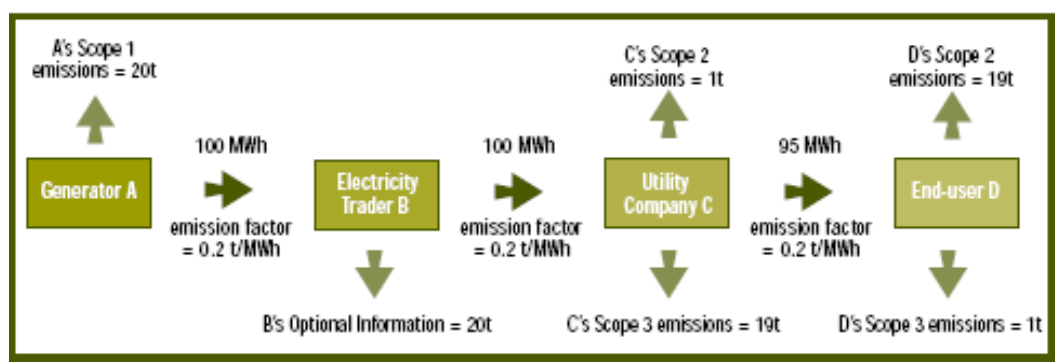 A's Scope 1
emissions = 20t
C's Scope 2
emissions = 1t
D's Scope 2
emissions = 19t
100 MWh
100 MWh
95 MWh
Generator A
Electricity
Trader B
Utility
Company C
End-user D
emission factor
= 0.2 t/MWh
emission factor
= 0.2 t/MWh
emission factor
= 0.2 t/MWh
B's Optional Information = 20t
C's Scope 3 emissions = 19t
D's Scope 3 emissions = 1t